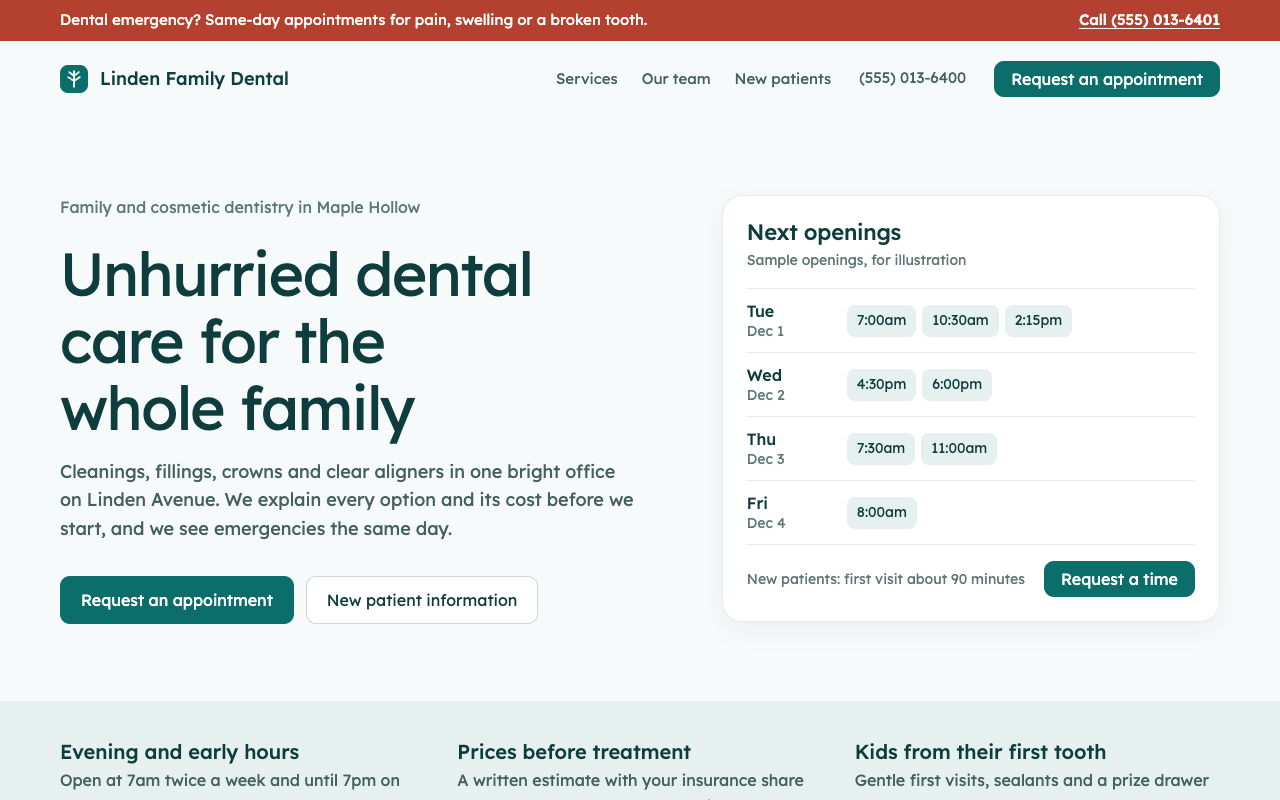 Dental emergency? Same-day appointments for pain, swelling or a broken tooth.
Call (555) 013-6401
Linden Family Dental
Services
Our team
New patients
(555) 013-6400
Request an appointment
Family and cosmetic dentistry in Maple Hollow
Unhurried dental
care for the
whole family
Cleanings, fillings, crowns and clear aligners in one bright office
on Linden Avenue. We explain every option and its cost before we
start, and we see emergencies the same day.
Request an appointment
New patient information
Next openings
Sample openings, for illustration
Tue
Dec 1
7:00am
10:30am
2:15pm
Wed
Dec 2
4:30pm
6:00pm
Thu
Dec 3
7:30am
11:00am
Fri
Dec 4
8:00am
New patients: first visit about 90 minutes
Request a time
Evening and early hours
Open at 7am twice a week and until 7pm on
Prices before treatment
A written estimate with your insurance share
Kids from their first tooth
Gentle first visits, sealants and a prize drawer